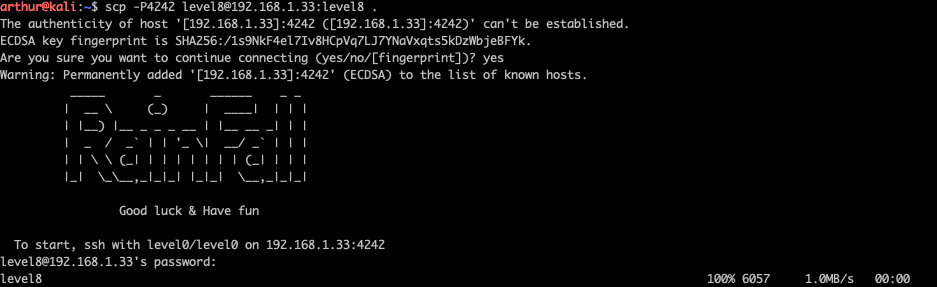 arthur@kali:~$ scp -P4242 level8@192.168.1.33:level8 .
The authenticity of host '[192.168.1.33]:4242 ([192.168.1.33]:4242)' can't be established.
ECDSA key fingerprint is SHA256:/1s9NkF4el7Iv8HCpVq7LJ7YNaVxqts5kDzWbjeBFYk.
Are you sure you want to continue connecting (yes/no/[fingerprint])? yes
Warning: Permanently added '[192.168.1.33]:4242' (ECDSA) to the list of known hosts.
RainFall
Good luck & Have fun
To start, ssh with level0/level0 on 192.168.1.33:4242
level8@192.168.1.33's password:
level8 100% 6057 1.0MB/s 00:00